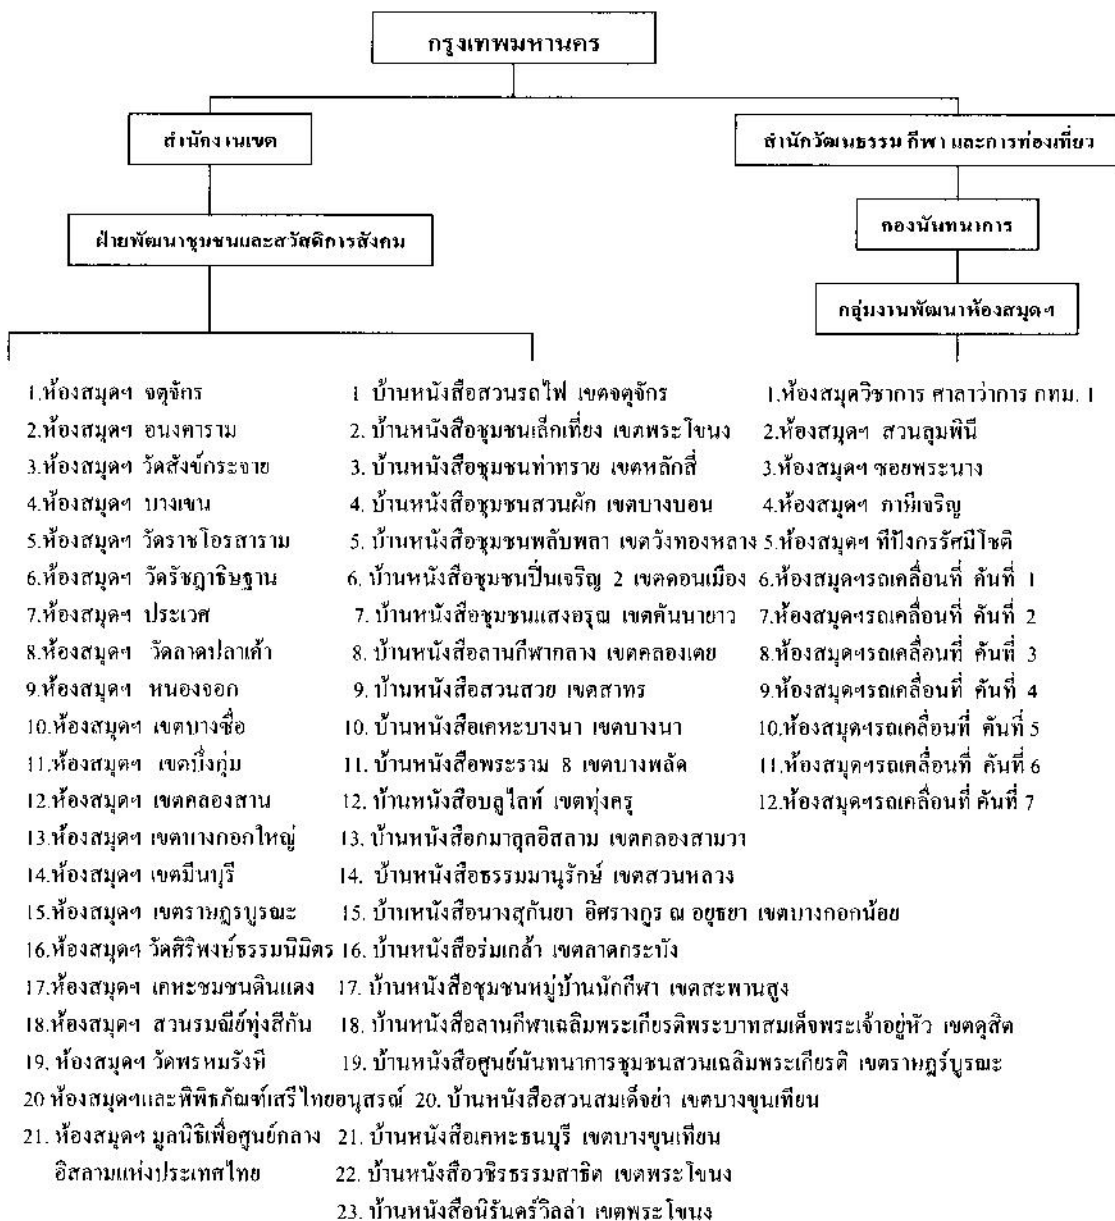 กรุงเทพมหานคร
สำนักงานเขต
สำนักวัฒนธรรม กีฬา และการท่องเที่ยว
ฝ่ายพัฒนาชุมชนและสวัสดิการสังคม
กองนันทนาการ
กลุ่มงานพัฒนาห้องสมุดฯ
1.ห้องสมุดฯ จตุจักร
2.ห้องสมุดฯ อนงคาราม
3.ห้องสมุดฯ วัดสังข์กระจาย
4.ห้องสมุดฯ บางเขน
5.ห้องสมุดฯ วัดราชโอรสาราม
6.ห้องสมุดฯ วัดรัชฎาธิษฐาน
7.ห้องสมุดฯ ประเวศ
8.ห้องสมุดฯ วัดลาดปลาเค้า
9.ห้องสมุดฯ หนองจอก
10.ห้องสมุดฯ เขตบางซื่อ
11.ห้องสมุดฯ เขตบึงกุ่ม
12.ห้องสมุดฯ เขตคลองสาน
13.ห้องสมุดฯ เขตบางกอกใหญ่
14.ห้องสมุดฯ เขตมีนบุรี
15.ห้องสมุดฯ เขตราษฎรบูรณะ
16.ห้องสมุดฯ วัดศิริพงษ์ธรรมนิมิตร
17.ห้องสมุดฯ เคหะชุมชนดินแดง
18.ห้องสมุดฯ สวนรมณีย์ทุ่งสีกัน
19. ห้องสมุดฯ วัดพรหมรังษี
20 ห้องสมุดฯและพิพิธภัณฑ์เสรีไทยอนุสรณ์
21. ห้องสมุดฯ มูลนิธิเพื่อศูนย์กลาง
อิสลามแห่งประเทศไทย
1 บ้านหนังสือสวนรถไฟ เขตจตุจักร
2. บ้านหนังสือชุมชนเล็กเที่ยง เขตพระโขนง
3. บ้านหนังสือชุมชนท่าทราย เขตหลักสี่
4. บ้านหนังสือชุมชนสวนผัก เขตบางบอน
5. บ้านหนังสือชุมชนพลับพลา เขตวังทองหลาง
6. บ้านหนังสือชุมชนปิ่นเจริญ 2 เขตดอนเมือง
7. บ้านหนังสือชุมชนแสงอรุณ เขตคันนายาว
8. บ้านหนังสือลานกีฬากลาง เขตคลองเตย
9. บ้านหนังสือสวนสวย เขตสาทร
10. บ้านหนังสือเคหะบางนา เขตบางนา
11. บ้านหนังสือพระราม 8 เขตบางพลัด
12. บ้านหนังสือบลูไลท์ เขตทุ่งครุ
13. บ้านหนังสือกมาลุลอิสลาม เขตคลองสามวา
14. บ้านหนังสือธรรมมานุรักษ์ เขตสวนหลวง
15. บ้านหนังสือนางสุกันยา อิศรางกูร ณ อยุธยา เขตบางกอกน้อย
16. บ้านหนังสือร่มเกล้า เขตลาดกระบัง
17. บ้านหนังสือชุมชนหมู่บ้านนักกีฬา เขตสะพานสูง
18. บ้านหนังสือลานกีฬาเฉลิมพระเกียรติพระบาทสมเด็จพระเจ้าอยู่หัว เขตดุสิต
19. บ้านหนังสือศูนย์นันทนาการชุมชนสวนเฉลิมพระเกียรติ เขตราษฎร์บูรณะ
20. บ้านหนังสือสวนสมเด็จย่า เขตบางขุนเทียน
21. บ้านหนังสือเคหะธนบุรี เขตบางขุนเทียน
22. บ้านหนังสือวชิรธรรมสาธิต เขตพระโขนง
23. บ้านหนังสือนิรันดร์วิลล่า เขตพระโขนง
1.ห้องสมุดวิชาการ ศาลาว่าการ กทม. 1
2.ห้องสมุดฯ สวนลุมพินี
3.ห้องสมุดฯ ซอยพระนาง
4.ห้องสมุดฯ ภาษีเจริญ
5.ห้องสมุดฯ ทีปังกรรัศมีโชติ
6.ห้องสมุดฯรถเคลื่อนที่ คันที่ 1
7.ห้องสมุดฯรถเคลื่อนที่ คันที่ 2
8.ห้องสมุดฯรถเคลื่อนที่ คันที่ 3
9.ห้องสมุดฯรถเคลื่อนที่ คันที่ 4
10.ห้องสมุดฯรถเคลื่อนที่ คันที่ 5
11.ห้องสมุดฯรถเคลื่อนที่ คันที่ 6
12.ห้องสมุดฯรถเคลื่อนที่ คันที่ 7